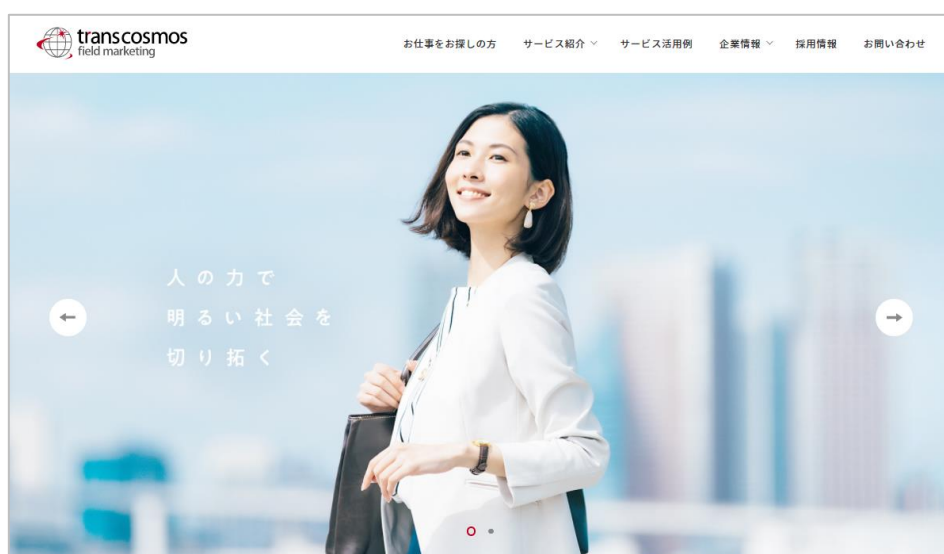 transcosmos
field marketing
お仕事をお探しの方 サービス紹介 サービス活用例 企業情報 採用情報 お問い合わせ
人の力で
明るい社会を
切り拓く